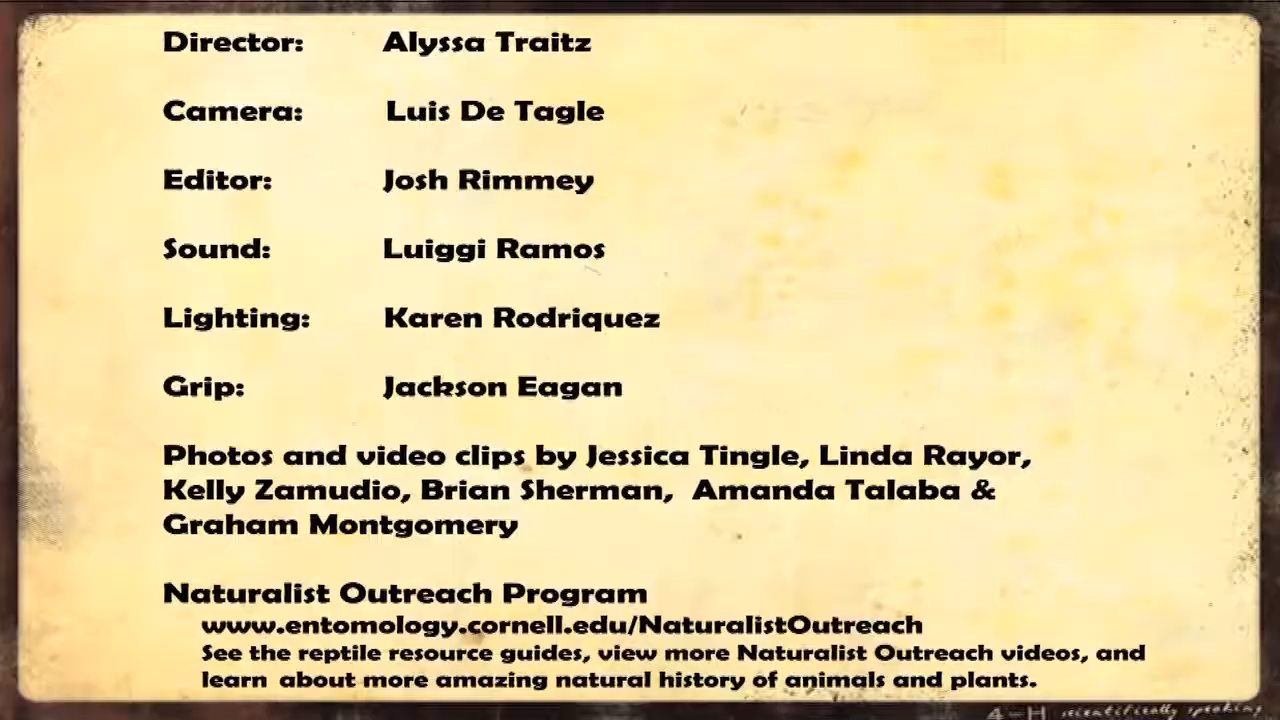 Director: Alyssa Traitz
Camera: Luis De Tagle
Editor: Josh Rimmey
Sound: Luiggi Ramos
Lighting: Karen Rodriquez
Grip: Jackson Eagan
Photos and video clips by Jessica Tingle, Linda Rayor,
Kelly Zamudio, Brian Sherman, Amanda Talaba &
Graham Montgomery
Naturalist Outreach Program
www.entomology.cornell.edu/NaturalistOutreach
See the reptile resource guides, view more Naturalist Outreach videos, and
learn about more amazing natural history of animals and plants.
4-H scientifically speaking